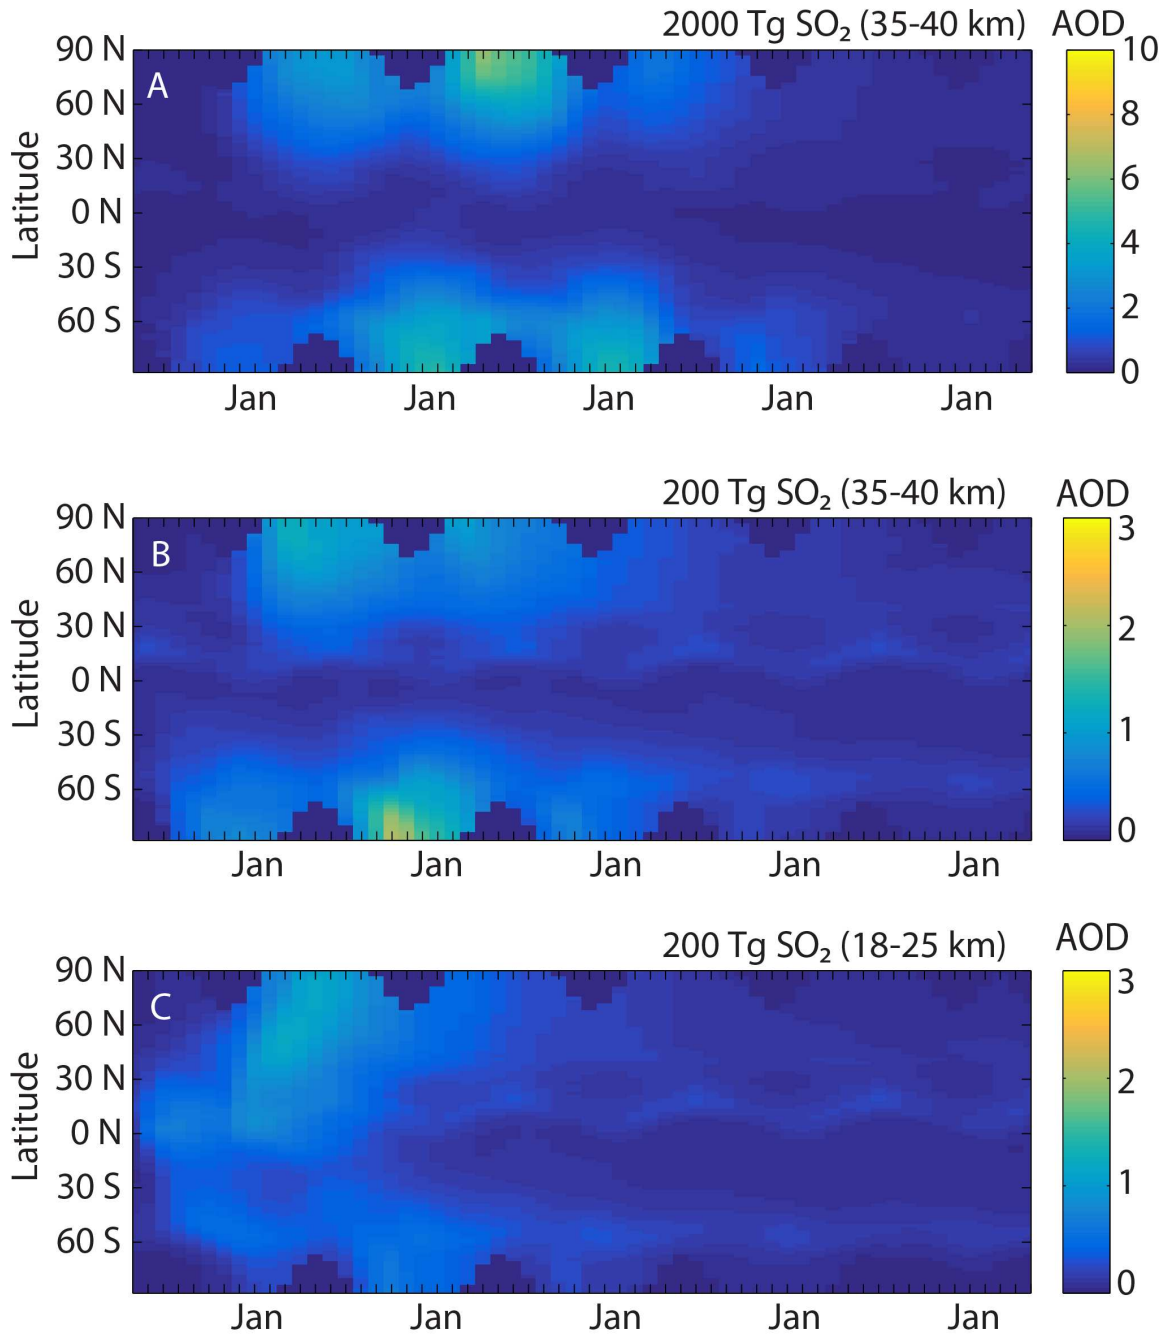 2000 Tg SO₂ (35-40 km) AOD
A
90 N
60 N
30 N
0 N
30 S
60 S
Latitude
Jan Jan Jan Jan Jan
10
8
6
4
2
0
200 Tg SO₂ (35-40 km) AOD
B
90 N
60 N
30 N
0 N
30 S
60 S
Latitude
Jan Jan Jan Jan Jan
3
2
1
0
200 Tg SO₂ (18-25 km) AOD
C
90 N
60 N
30 N
0 N
30 S
60 S
Latitude
Jan Jan Jan Jan Jan
3
2
1
0